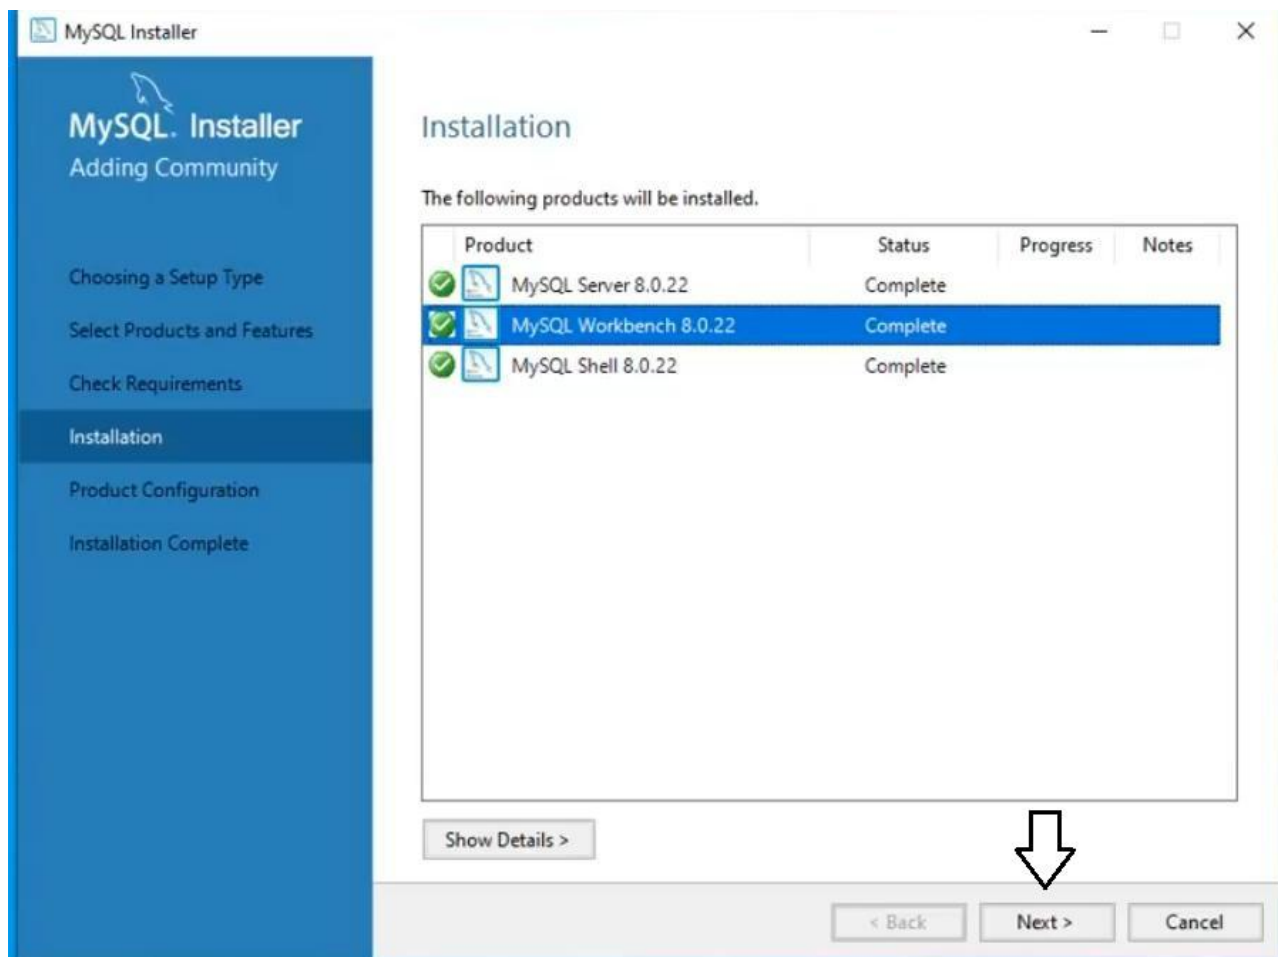 MySQL Installer
MySQL. Installer
Adding Community
Choosing a Setup Type
Select Products and Features
Check Requirements
Installation
Product Configuration
Installation Complete
Installation
The following products will be installed.
Product Status Progress Notes
MySQL Server 8.0.22 Complete
MySQL Workbench 8.0.22 Complete
MySQL Shell 8.0.22 Complete
Show Details >
< Back Next > Cancel